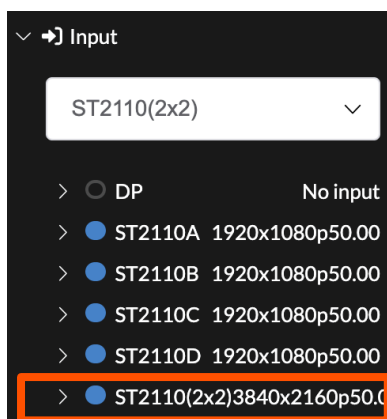 Input
ST2110(2x2)
DP No input
ST2110A 1920x1080p50.00
ST2110B 1920x1080p50.00
ST2110C 1920x1080p50.00
ST2110D 1920x1080p50.00
ST2110(2x2)3840x2160p50.0